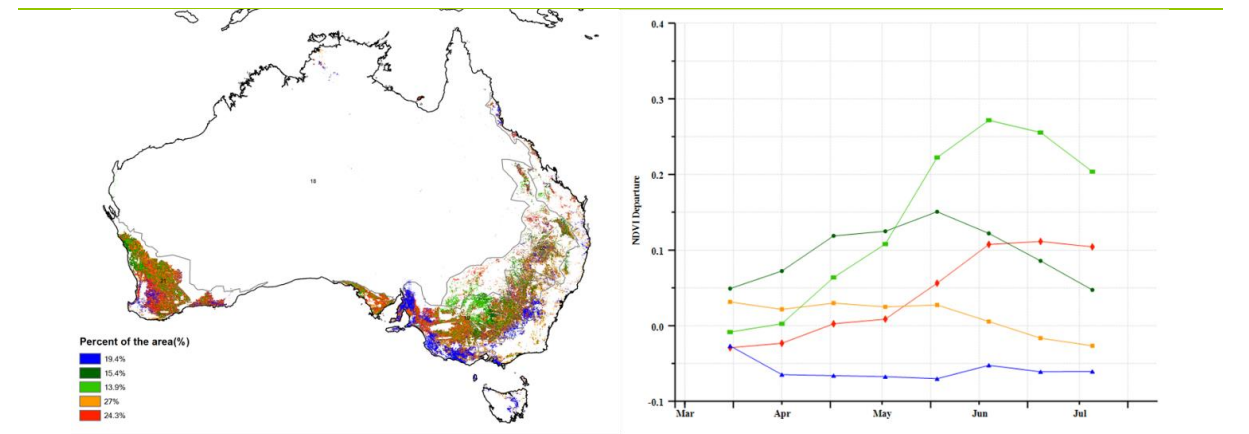 10
Percent of the area(%)
19.4%
15.4%
13.9%
27%
24.3%
NDVI Departure
0.4
0.3
0.2
0.1
0.0
-0.1
Mar
Apr
May
Jun
Jul